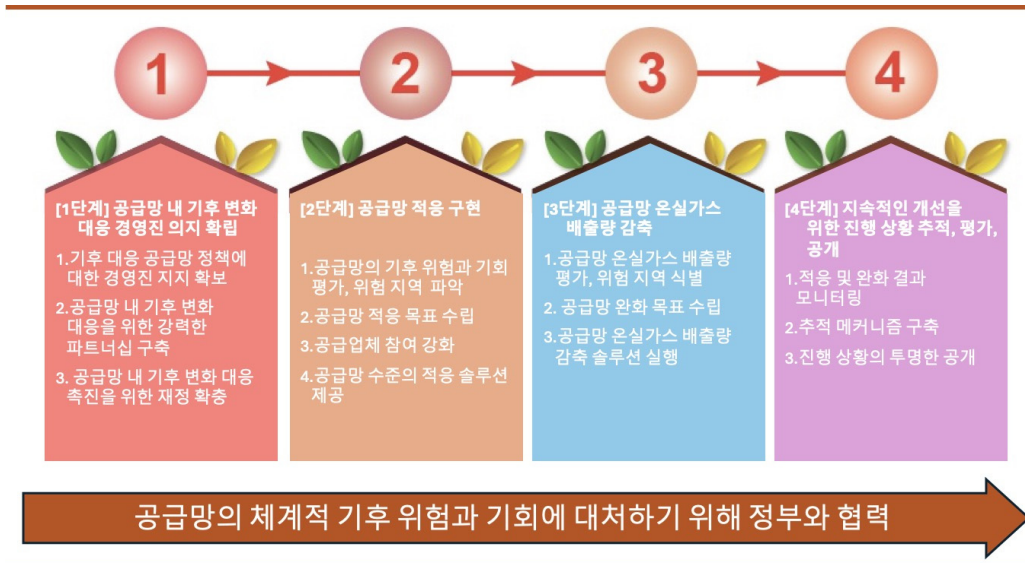 1
2
3
4
[1단계] 공급망 내 기후 변화
대응 경영진 의지 확립
1.기후 대응 공급망 정책에
대한 경영진 지지 확보
2.공급망 내 기후 변화
대응을 위한 강력한
파트너십 구축
3. 공급망 내 기후 변화 대응
촉진을 위한 재정 확충
[2단계] 공급망 적응 구현
1.공급망의 기후 위험과 기회
평가, 위험 지역 파악
2.공급망 적응 목표 수립
3.공급업체 참여 강화
4.공급망 수준의 적응 솔루션
제공
[3단계] 공급망 온실가스
배출량 감축
1.공급망 온실가스 배출량
평가, 위험 지역 식별
2. 공급망 완화 목표 수립
3.공급망 온실가스 배출량
감축 솔루션 실행
[4단계] 지속적인 개선을
위한 진행 상황 추적, 평가,
공개
1.적응 및 완화 결과
모니터링
2.추적 메커니즘 구축
3.진행 상황의 투명한 공개
공급망의 체계적 기후 위험과 기회에 대처하기 위해 정부와 협력